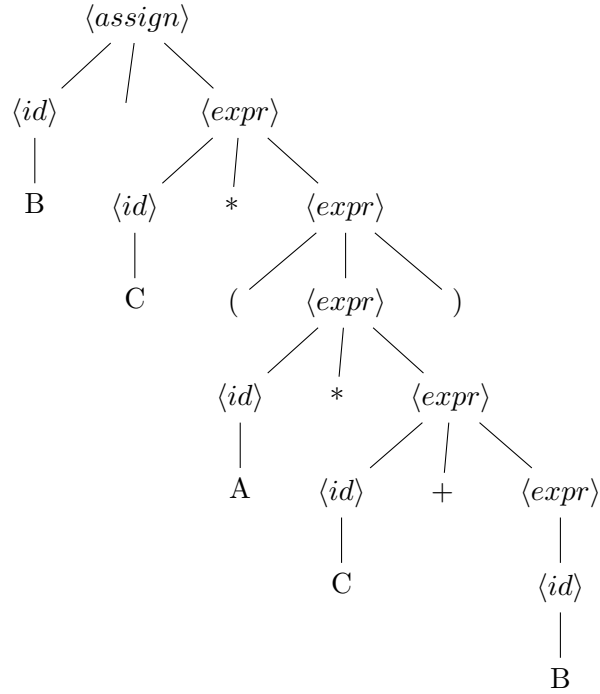 ⟨assign⟩
⟨id⟩ ⟨expr⟩
B ⟨id⟩ * ⟨expr⟩
C ( ⟨expr⟩ )
⟨id⟩ * ⟨expr⟩
A ⟨id⟩ + ⟨expr⟩
C ⟨id⟩
B